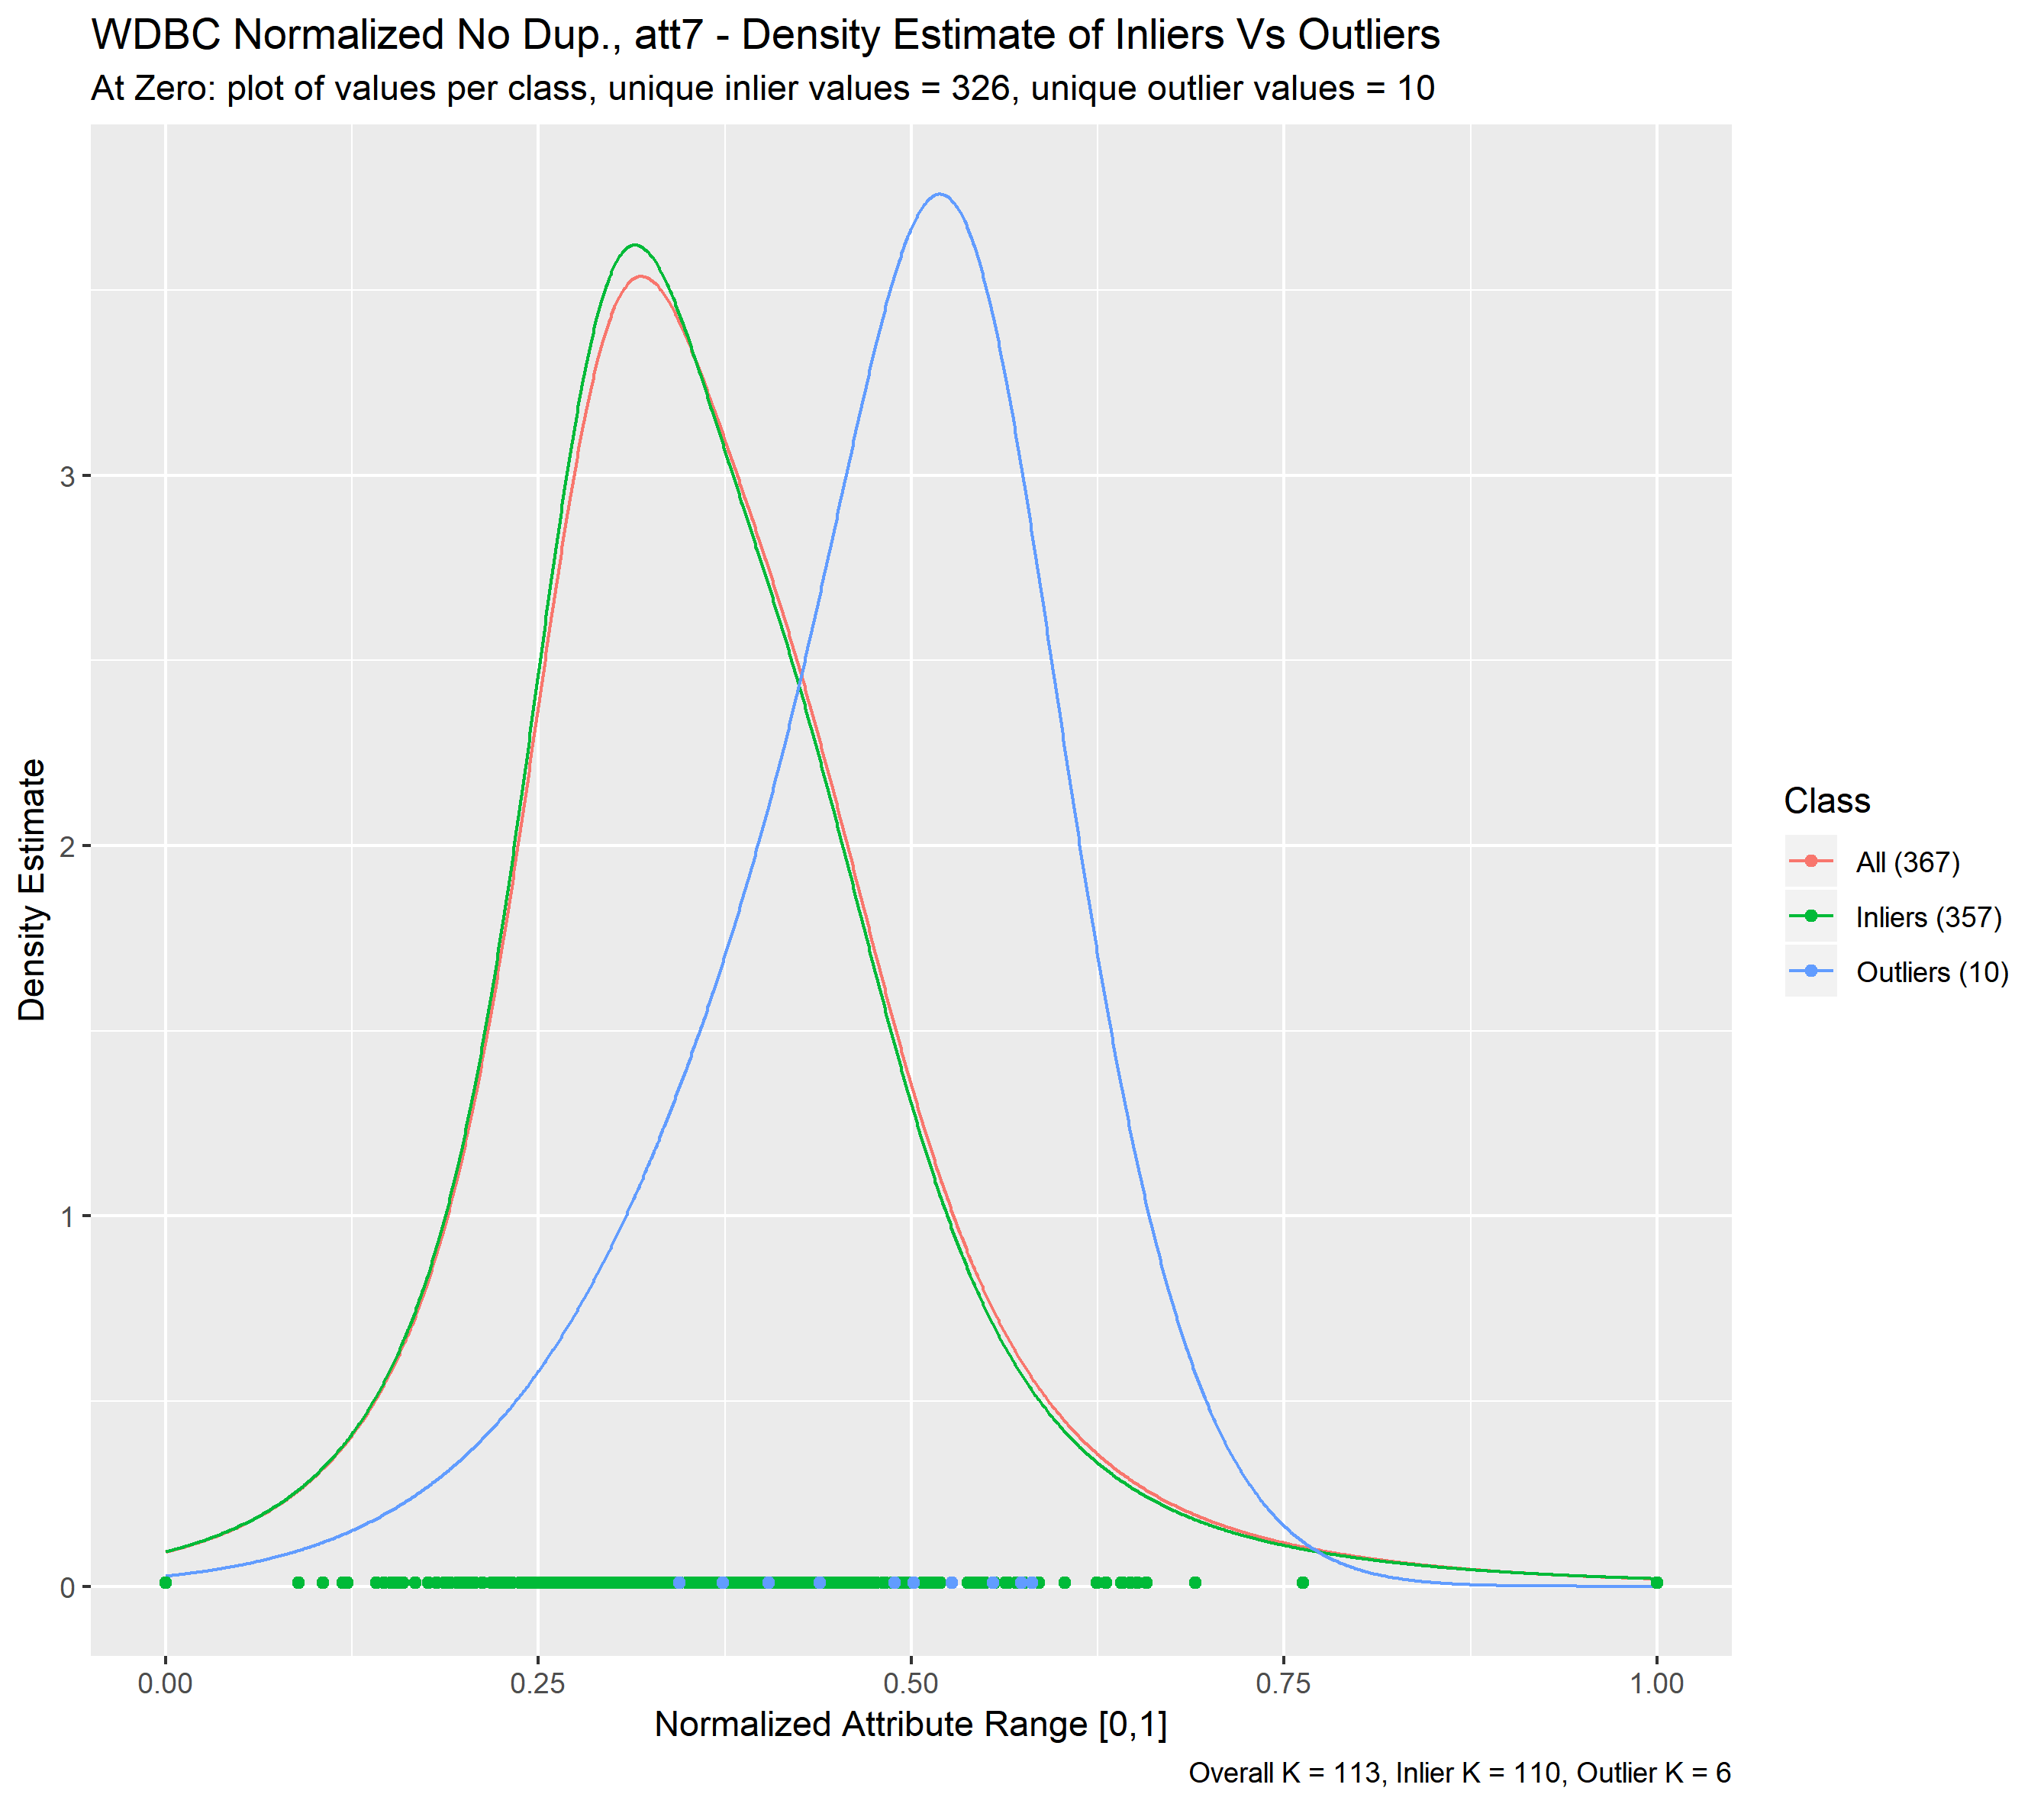 WDBC Normalized No Dup., att7 - Density Estimate of Inliers Vs Outliers
At Zero: plot of values per class, unique inlier values = 326, unique outlier values = 10
Density Estimate
3
2
1
0
0.00 0.25 0.50 0.75 1.00
Normalized Attribute Range [0,1]
Class
All (367)
Inliers (357)
Outliers (10)
Overall K = 113, Inlier K = 110, Outlier K = 6